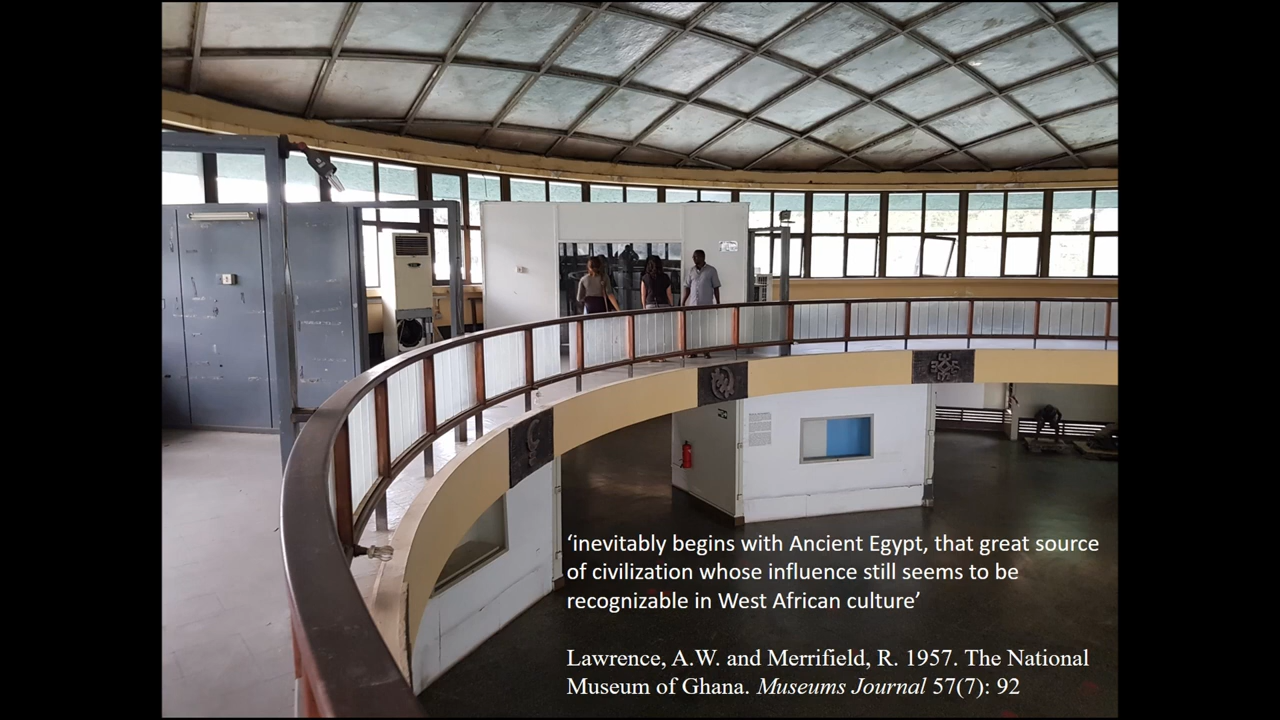 ‘inevitably begins with Ancient Egypt, that great source
of civilization whose influence still seems to be
recognizable in West African culture’
Lawrence, A.W. and Merrifield, R. 1957. The National
Museum of Ghana. Museums Journal 57(7): 92